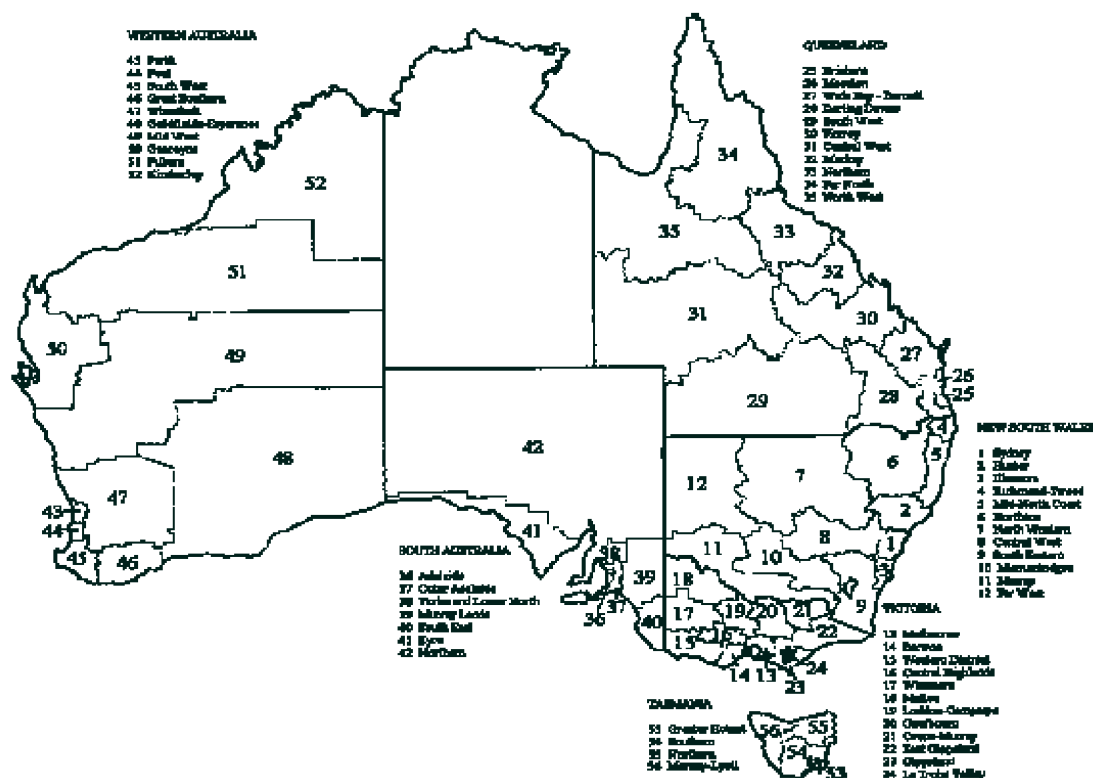 WESTERN AUSTRALIA
43 Perth
44 Peel
45 South West
46 Great Southern
47 Wheatbelt
48 Goldfields-Esperance
49 Mid West
50 Gascoyne
51 Pilbara
52 Kimberley
QUEENSLAND
25 Brisbane
26 Moreton
27 Wide Bay - Burnett
28 Darling Downs
29 South West
30 Fitzroy
31 Central West
32 Mackay
33 Northern
34 Far North
35 North West
NEW SOUTH WALES
1 Sydney
2 Hunter
3 Illawarra
4 Richmond-Tweed
5 Mid-North Coast
6 Northern
7 North Western
8 Central West
9 South Eastern
10 Murrumbidgee
11 Murray
12 Far West
SOUTH AUSTRALIA
36 Adelaide
37 Outer Adelaide
38 Yorke and Lower North
39 Murray Lands
40 South East
41 Eyre
42 Northern
VICTORIA
13 Melbourne
14 Barwon
15 Western District
16 Central Highlands
17 Wimmera
18 Mallee
19 Loddon-Campaspe
20 Goulburn
21 Ovens-Murray
22 East Gippsland
23 Gippsland
24 La Trobe Valley
TASMANIA
53 Greater Hobart
54 Southern
55 Northern
56 Mersey-Lyell
52
34
35
33
51
32
31
30
50
49
27
26
29
28
25
42
4
48
6
5
47
12
7
43
2
44
41
8
1
45
46
11
10
38
39
18
3
9
36
37
17
19
20
21
40
22
15
14
13
24
23
56
55
54
53